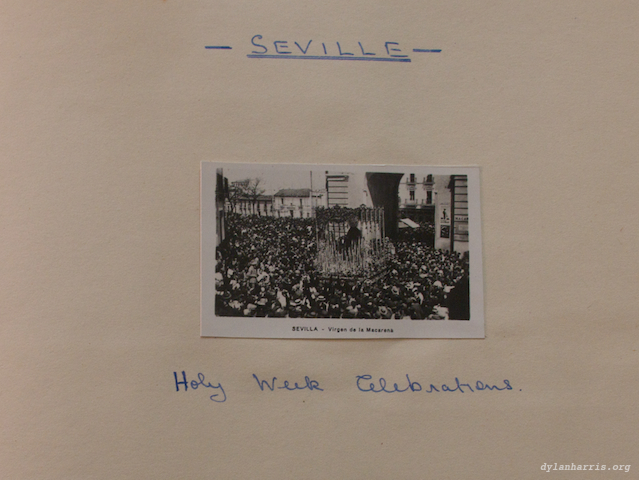 - SEVILLE -
SEVILLA - Virgen de la Macarena
Holy Week Celebrations.
dylanharris.org